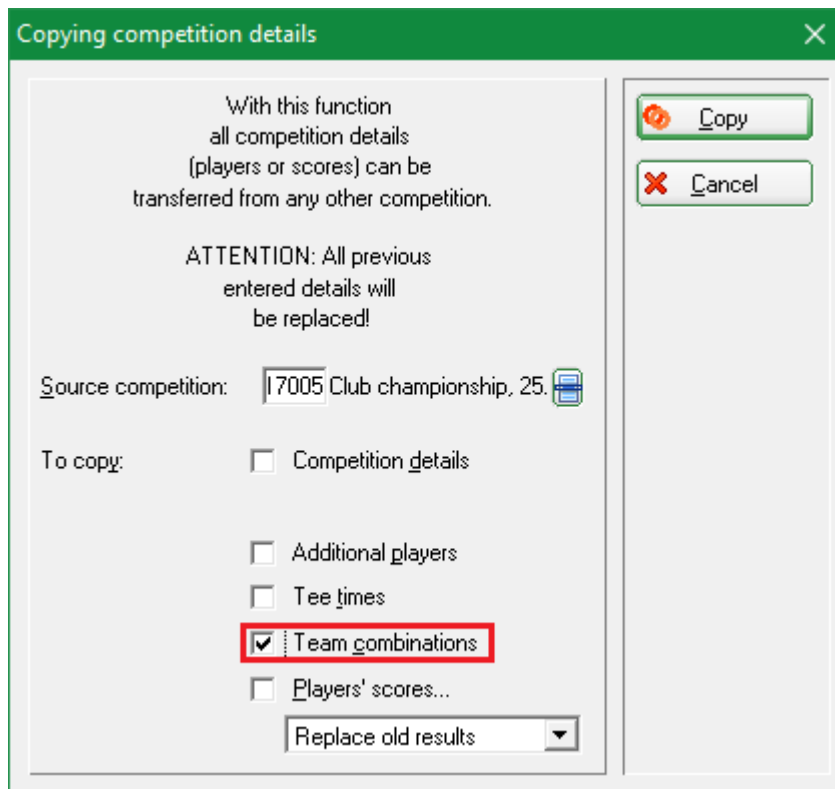 Copying competition details
With this function
all competition details
(players or scores) can be
transferred from any other competition.
ATTENTION: All previous
entered details will
be replaced!
Source competition: 17005 Club championship, 25.
To copy: Competition details
Additional players
Tee times
Team combinations
Players' scores...
Replace old results
Copy
Cancel